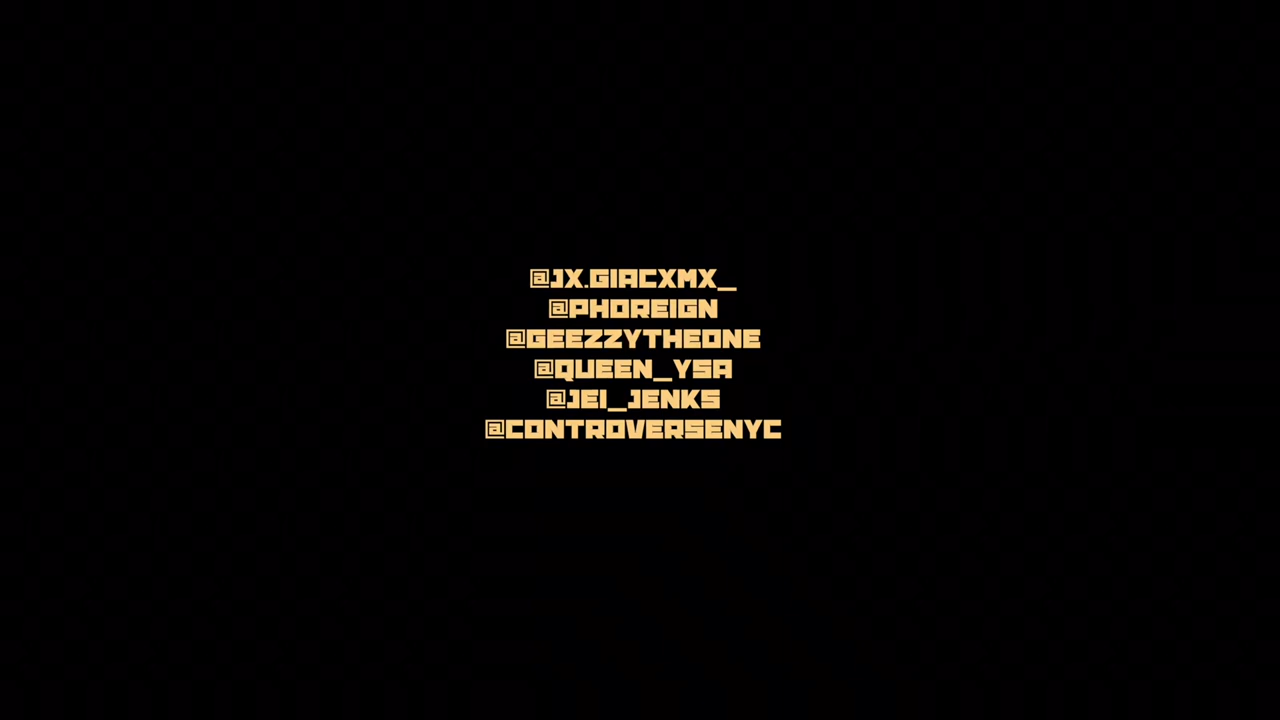 @JX.GIACXMX_
@PHOREIGN
@GEEZZYTHEONE
@QUEEN_YSA
@JEI_JENKS
@CONTROVERSENYC